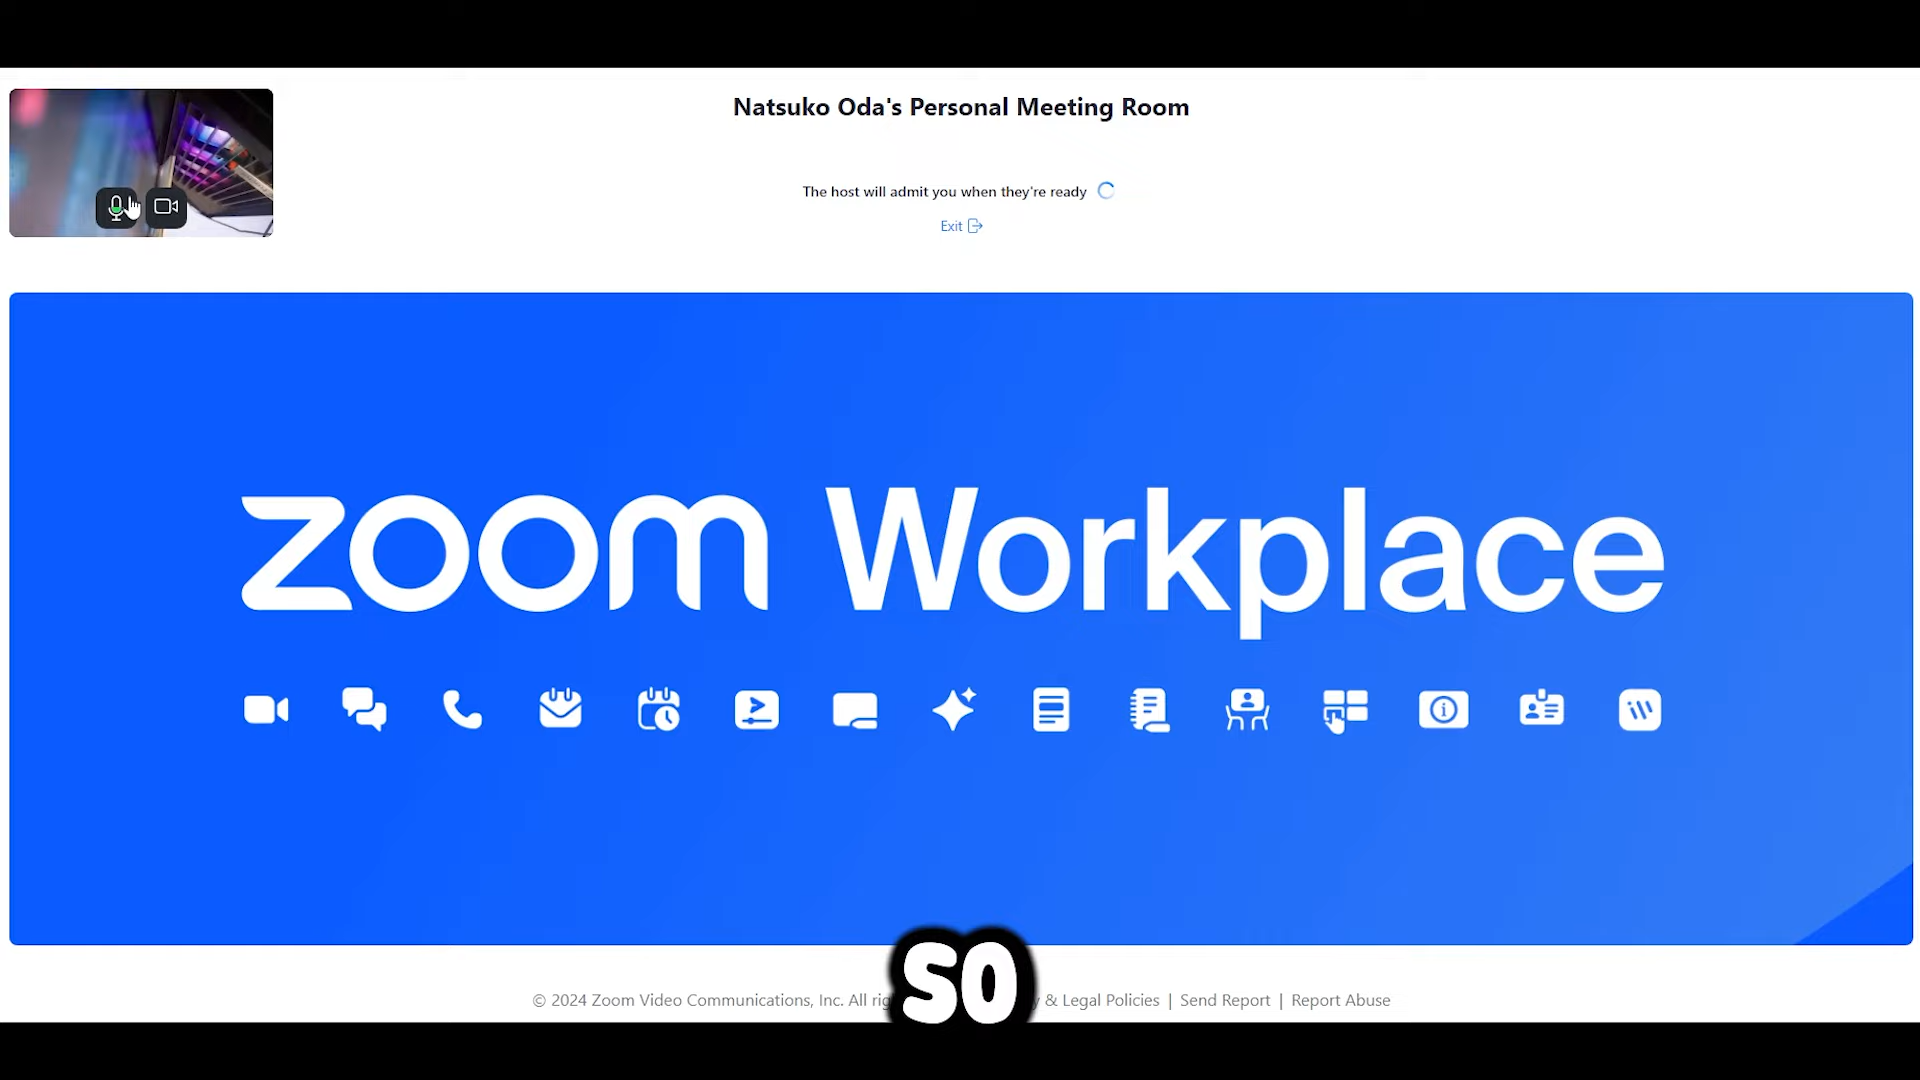 Natsuko Oda's Personal Meeting Room
The host will admit you when they're ready
Exit
zoom Workplace
© 2024 Zoom Video Communications, Inc. All & Legal Policies | Send Report | Report Abuse
SO